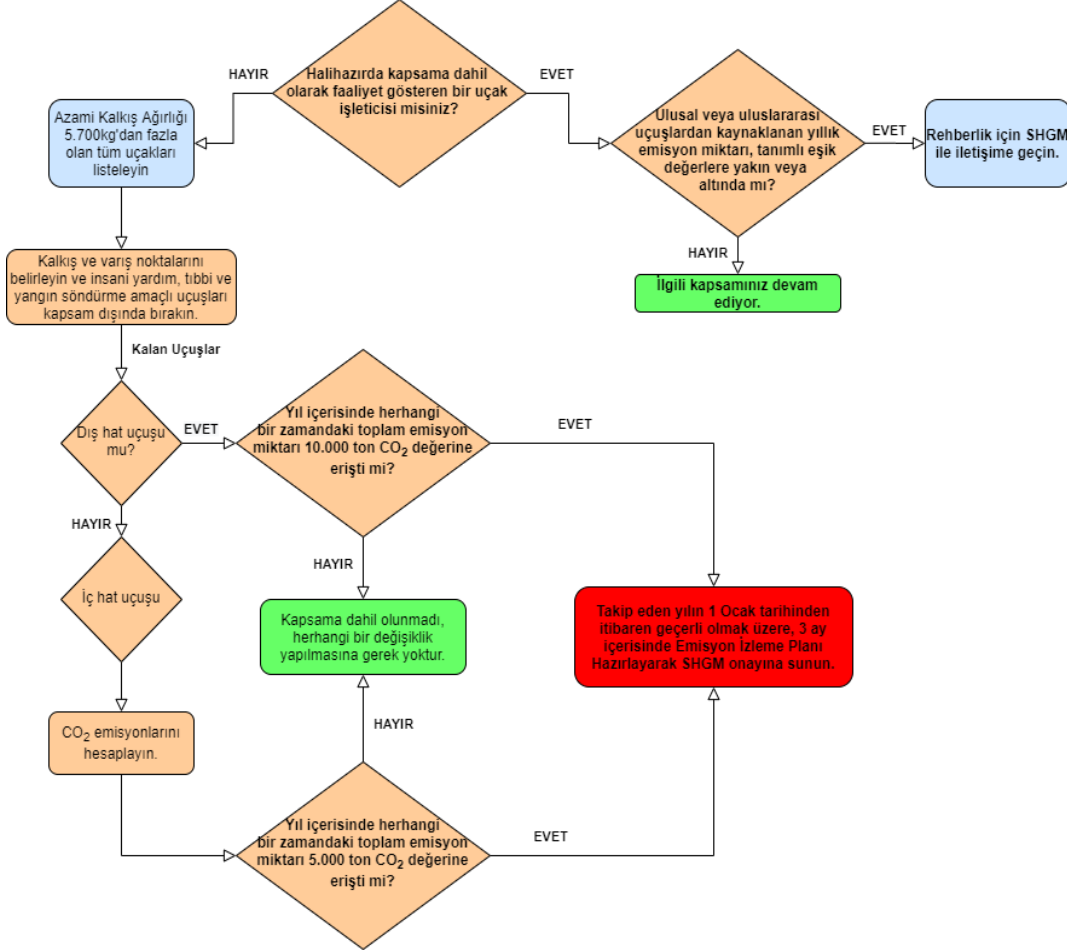 Halihazırda kapsama dahil
olarak faaliyet gösteren bir uçak
işleticisi misiniz?
HAYIR
EVET
Azami Kalkış Ağırlığı
5.700kg'dan fazla
olan tüm uçakları
listeleyin
Ulusal veya uluslararası
uçuşlardan kaynaklanan yıllık
emisyon miktarı, tanımlı eşik
değerlere yakın veya
altında mı?
EVET
Rehberlik için SHGM
ile iletişime geçin.
HAYIR
İlgili kapsamınız devam
ediyor.
Kalkış ve varış noktalarını
belirleyin ve insani yardım, tıbbi ve
yangın söndürme amaçlı uçuşları
kapsam dışında bırakın.
Kalan Uçuşlar
Dış hat uçuşu
mu?
EVET
Yıl içerisinde herhangi
bir zamandaki toplam emisyon
miktarı 10.000 ton CO₂ değerine
erişti mi?
EVET
HAYIR
HAYIR
İç hat uçuşu
Kapsama dahil olunmadı,
herhangi bir değişiklik
yapılmasına gerek yoktur.
Takip eden yılın 1 Ocak tarihinden
itibaren geçerli olmak üzere, 3 ay
içerisinde Emisyon İzleme Planı
Hazırlayarak SHGM onayına sunun.
CO₂ emisyonlarını
hesaplayın.
HAYIR
Yıl içerisinde herhangi
bir zamandaki toplam emisyon
miktarı 5.000 ton CO₂ değerine
erişti mi?
EVET